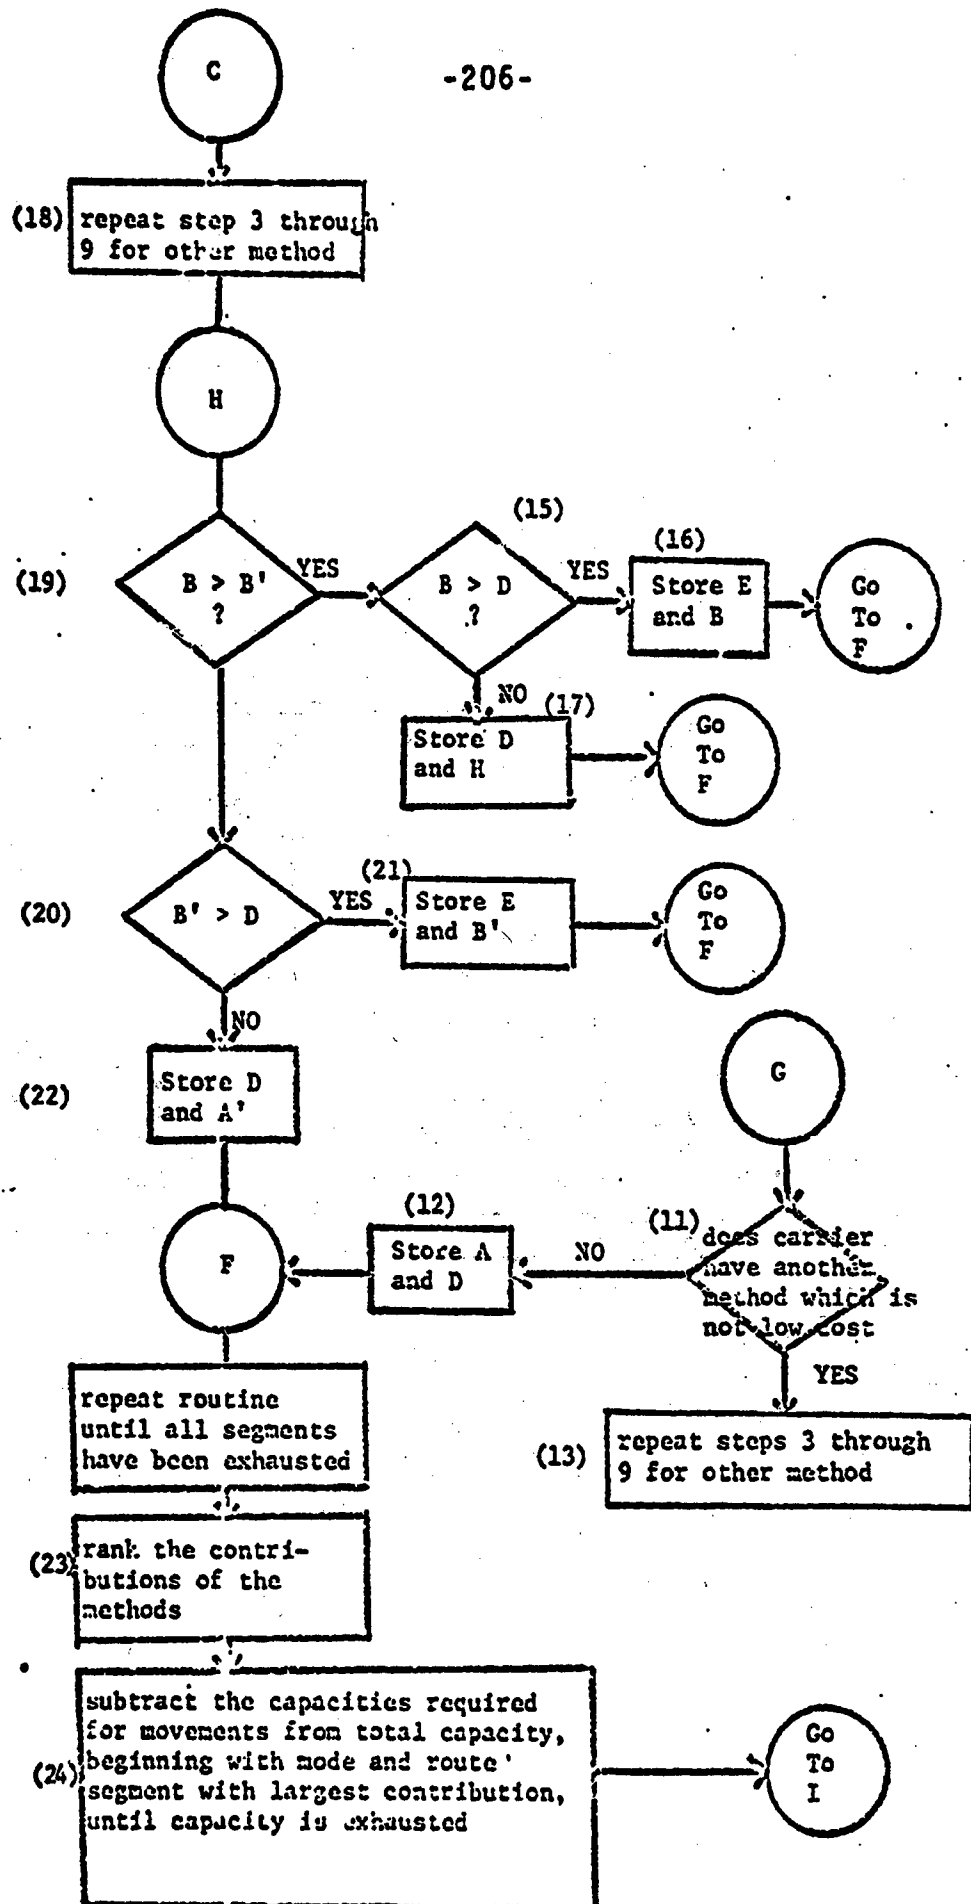 C
-206-
(18) repeat step 3 through
9 for other method
H
(15)
(16)
(19) B > B' YES B > D YES Store E Go
? ? and B To
F
NO (17)
Store D Go
and H To
F
(21)
(20) B' > D YES Store E Go
and B' To
F
NO
(22) Store D
and A'
G
(12)
(11) does carrier
F Store A NO have another
and D method which is
not low cost
YES
repeat routine
until all segments
have been exhausted
(13) repeat steps 3 through
9 for other method
(23) rank the contri-
butions of the
methods
subtract the capacities required
for movements from total capacity,
(24) beginning with mode and route
segment with largest contribution,
until capacity is exhausted
Go
To
I